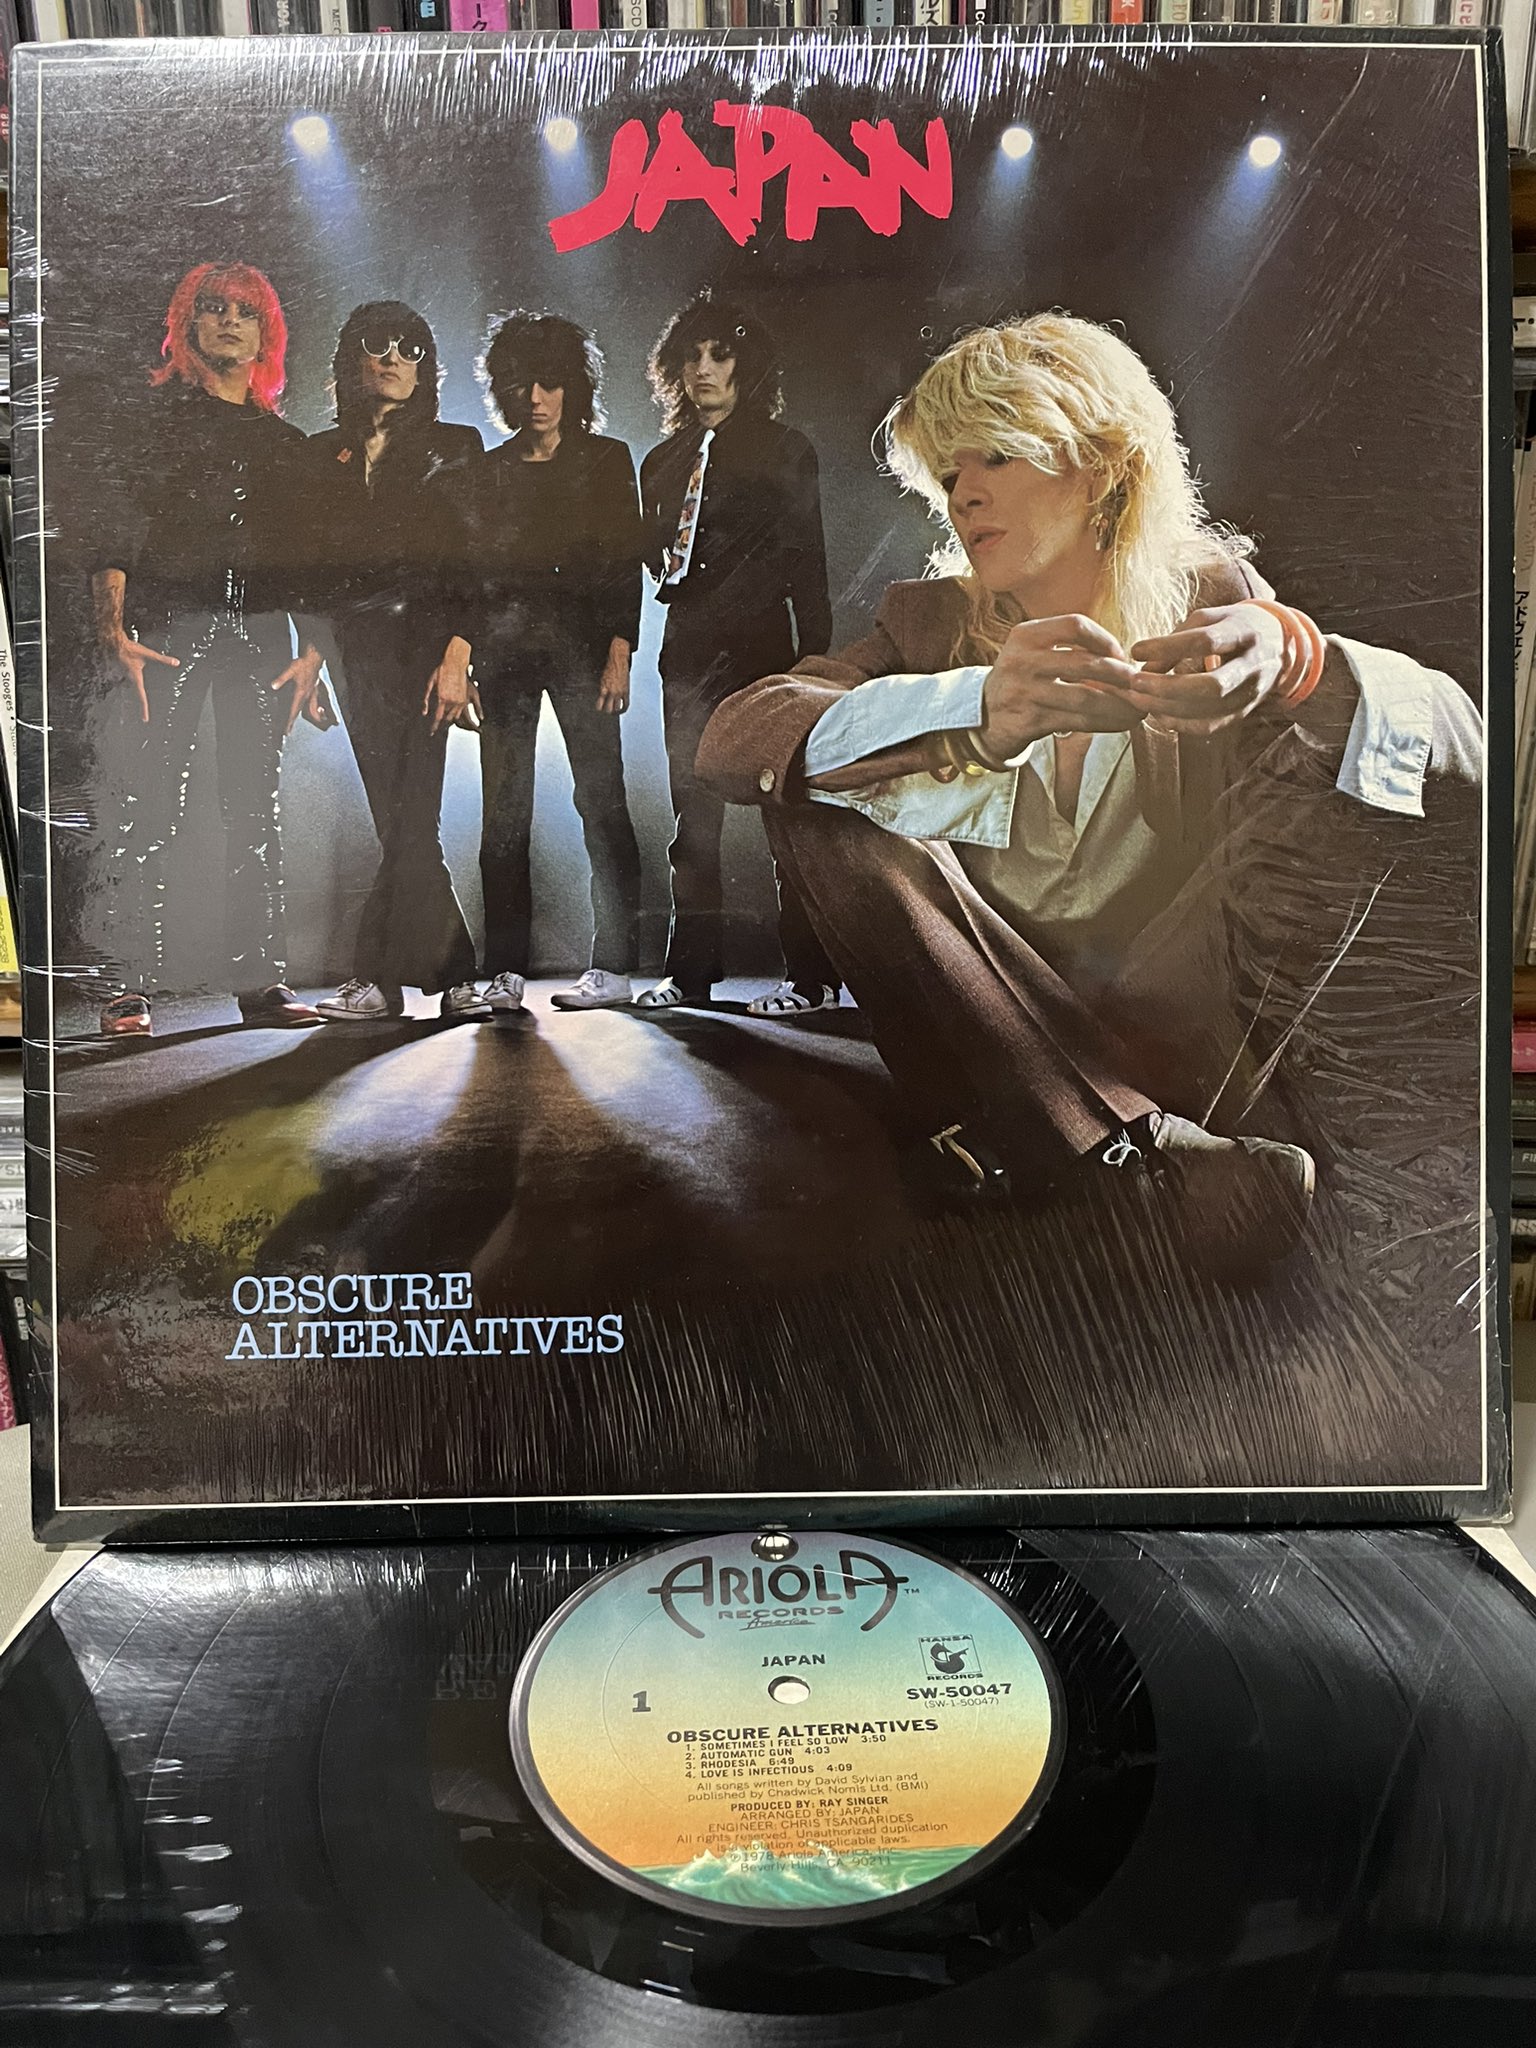 JAPAN
OBSCURE
ALTERNATIVES
The Stooges
ARIOLA™
RECORDS
America
JAPAN
HANSA
RECORDS
1
SW-50047
(SW-1-50047)
OBSCURE ALTERNATIVES
1. SOMETIMES I FEEL SO LOW 3:50
2. AUTOMATIC GUN 4:03
3. RHODESIA 6:49
4. LOVE IS INFECTIOUS 4:09
All songs written by David Sylvian and
published by Chadwick Nomis Ltd. (BMI)
PRODUCED BY: RAY SINGER
ARRANGED BY: JAPAN
ENGINEER: CHRIS TSANGARIDES
All rights reserved. Unauthorized duplication
is a violation of applicable laws.
℗1978 Ariola America, Inc.
Beverly Hills, CA 90211